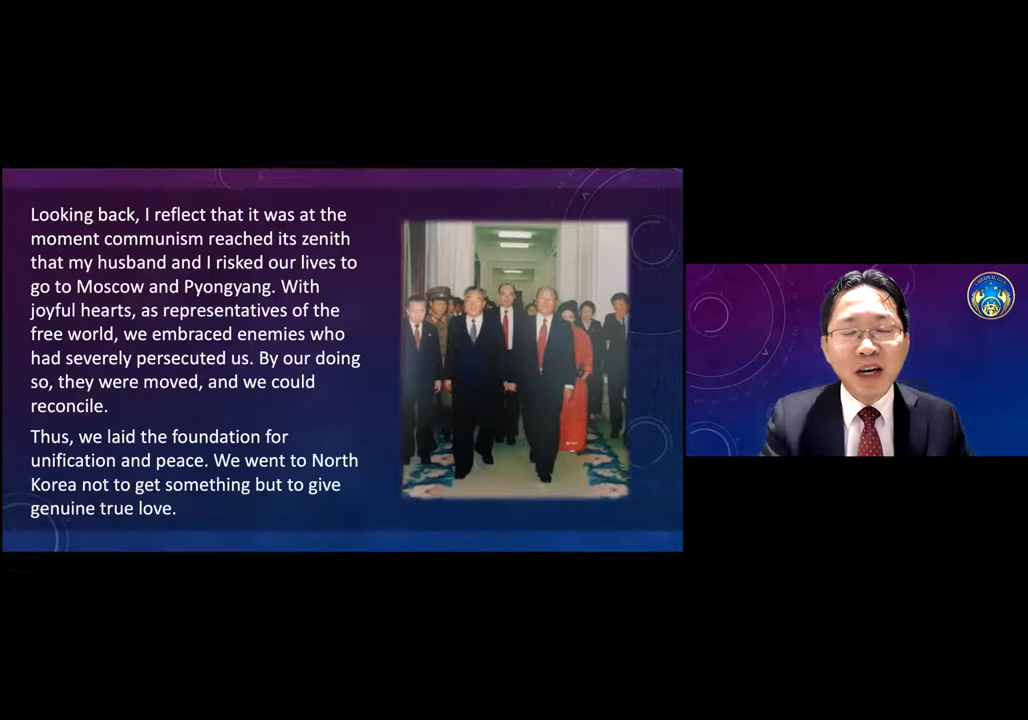 Looking back, I reflect that it was at the
moment communism reached its zenith
that my husband and I risked our lives to
go to Moscow and Pyongyang. With
joyful hearts, as representatives of the
free world, we embraced enemies who
had severely persecuted us. By our doing
so, they were moved, and we could
reconcile.
Thus, we laid the foundation for
unification and peace. We went to North
Korea not to get something but to give
genuine true love.